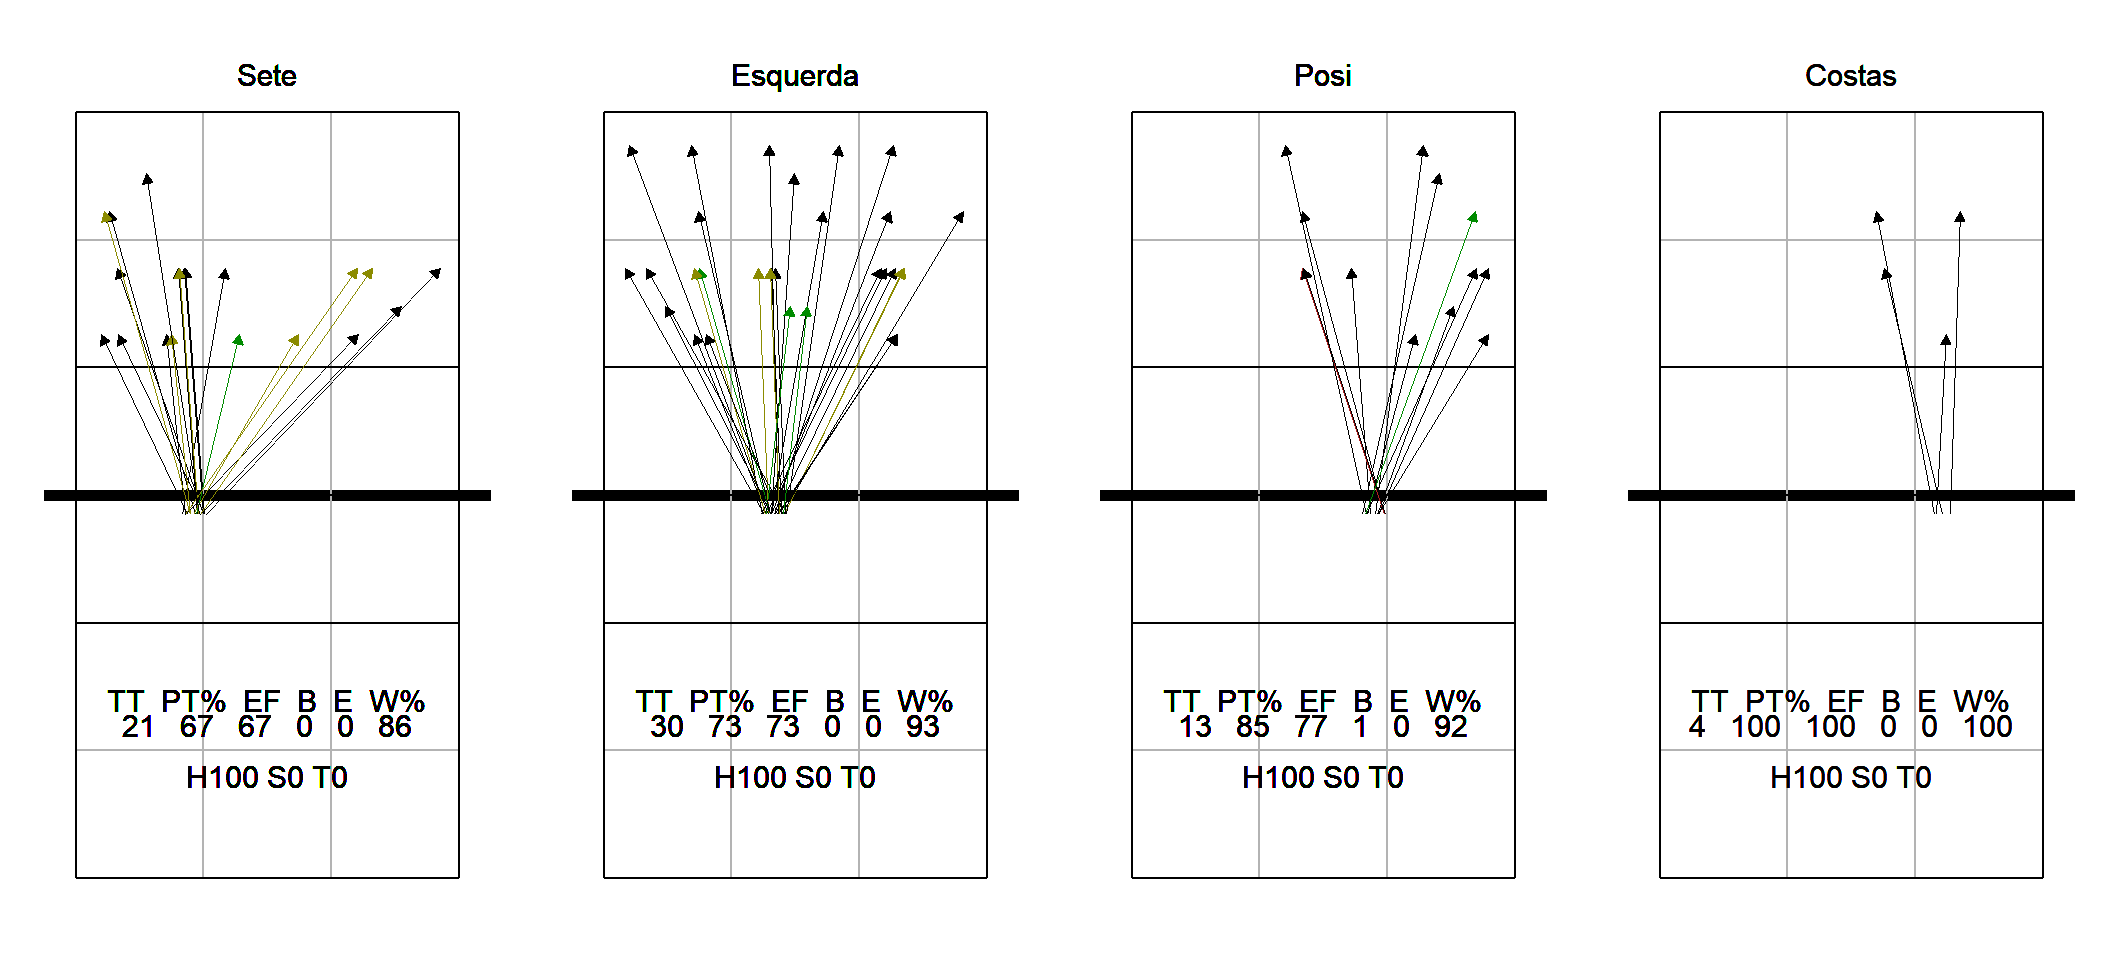 Sete
TT PT% EF B E W%
21 67 67 0 0 86
H100 S0 T0
Esquerda
TT PT% EF B E W%
30 73 73 0 0 93
H100 S0 T0
Posi
TT PT% EF B E W%
13 85 77 1 0 92
H100 S0 T0
Costas
TT PT% EF B E W%
4 100 100 0 0 100
H100 S0 T0